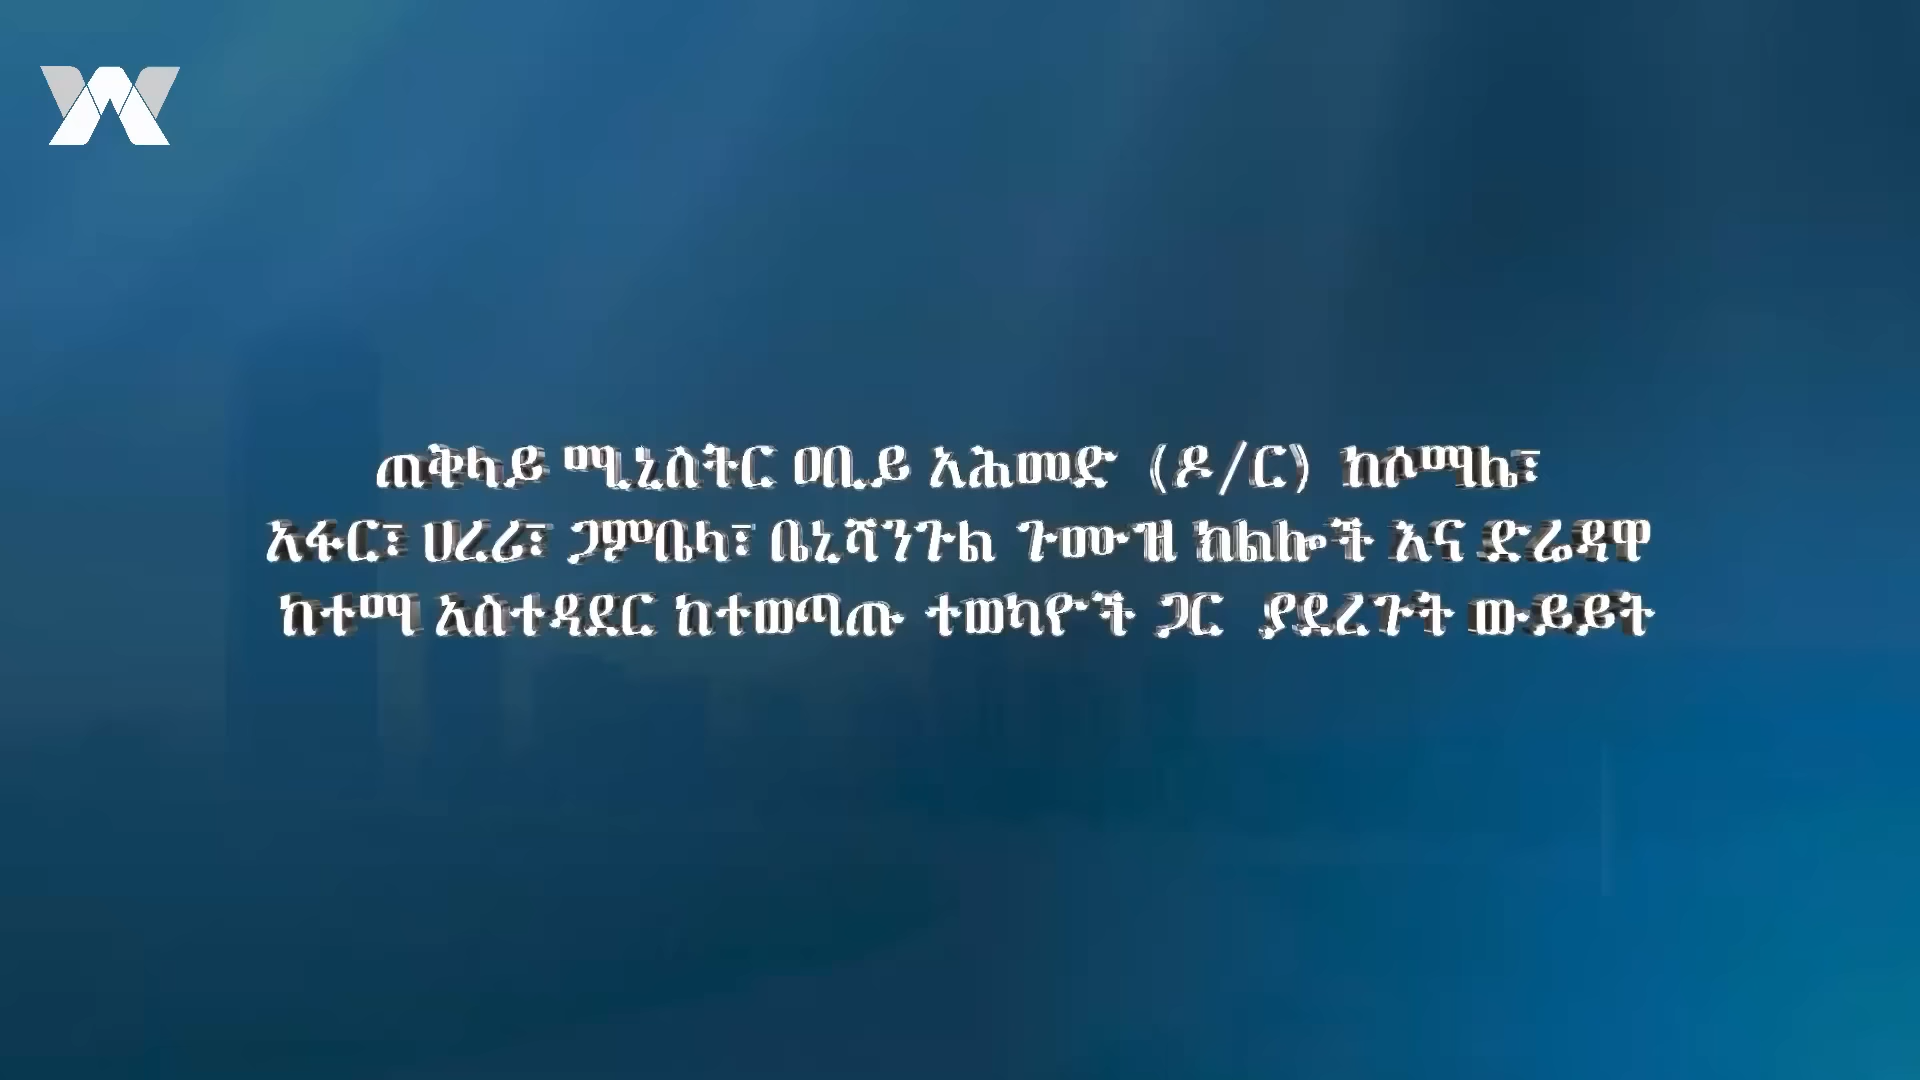 ጠቅላይ ሚኒስትር ዐቢይ አሕመድ (ዶ/ር) ከሶማሌ፣
አፋር፣ ሀረሪ፣ ጋምቤላ፣ ቤኒሻንጉል ጉሙዝ ክልሎች እና ድሬዳዋ
ከተማ አስተዳደር ከተወጣጡ ተወካዮች ጋር ያደረጉት ውይይት